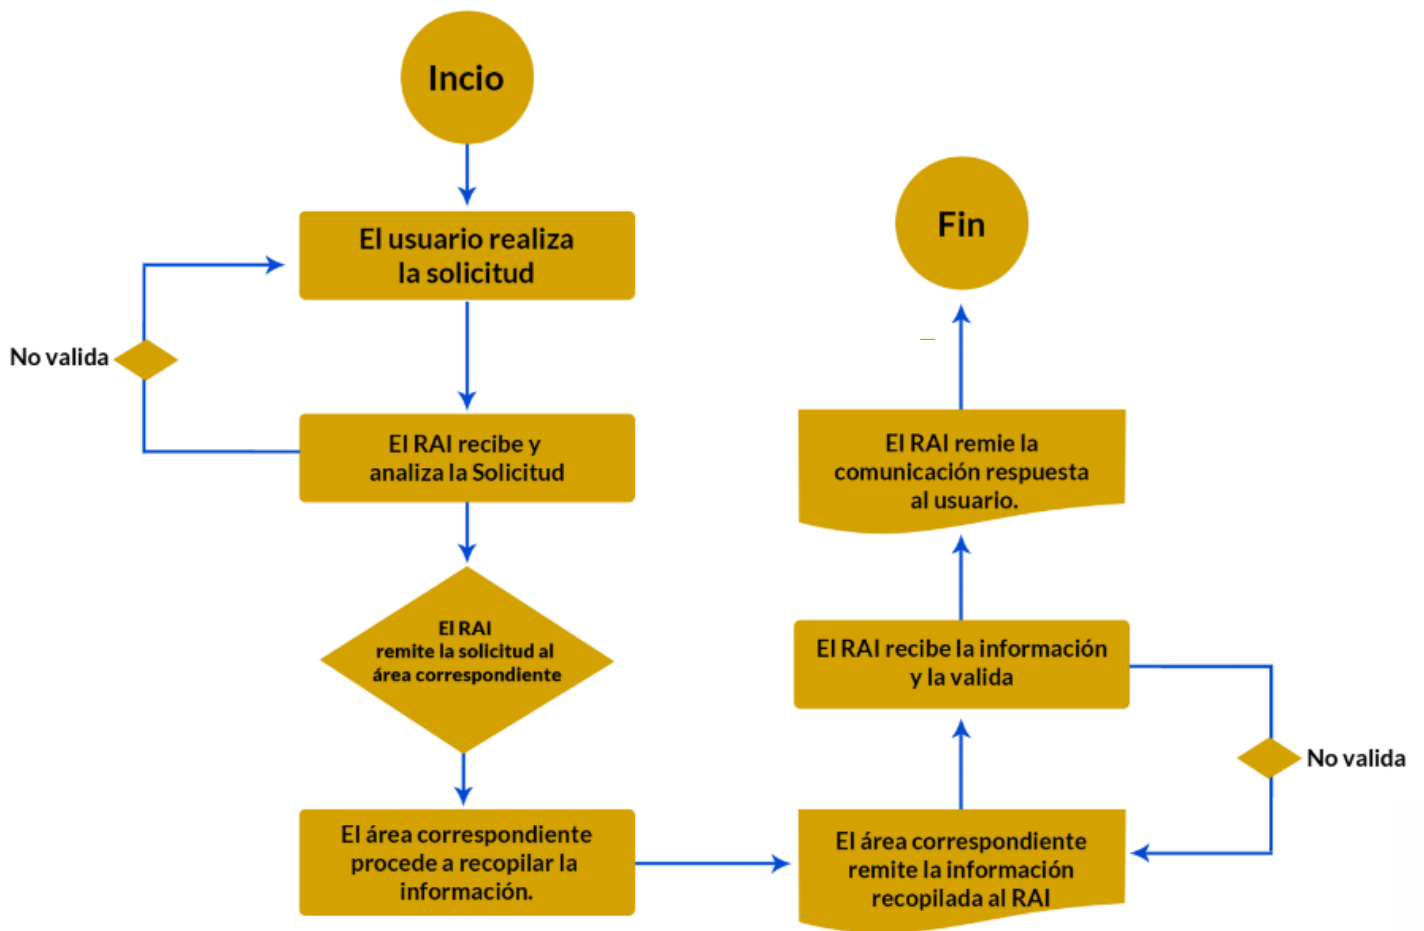 Incio
El usuario realiza
la solicitud
No valida
El RAI recibe y
analiza la Solicitud
El RAI
remite la solicitud al
área correspondiente
El área correspondiente
procede a recopilar la
información.
El área correspondiente
remite la información
recopilada al RAI
No valida
El RAI recibe la información
y la valida
El RAI remie la
comunicación respuesta
al usuario.
Fin